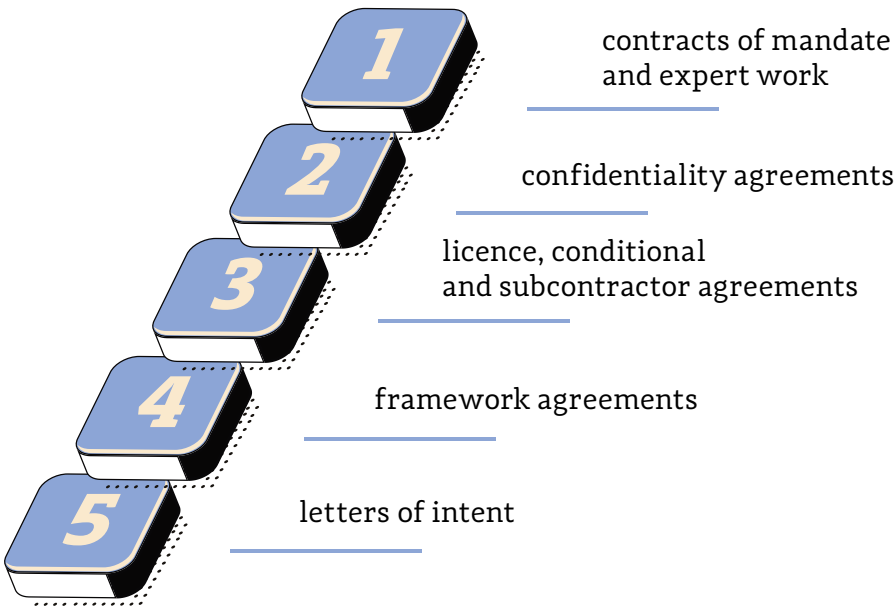 1
contracts of mandate
and expert work
2
confidentiality agreements
3
licence, conditional
and subcontractor agreements
4
framework agreements
5
letters of intent